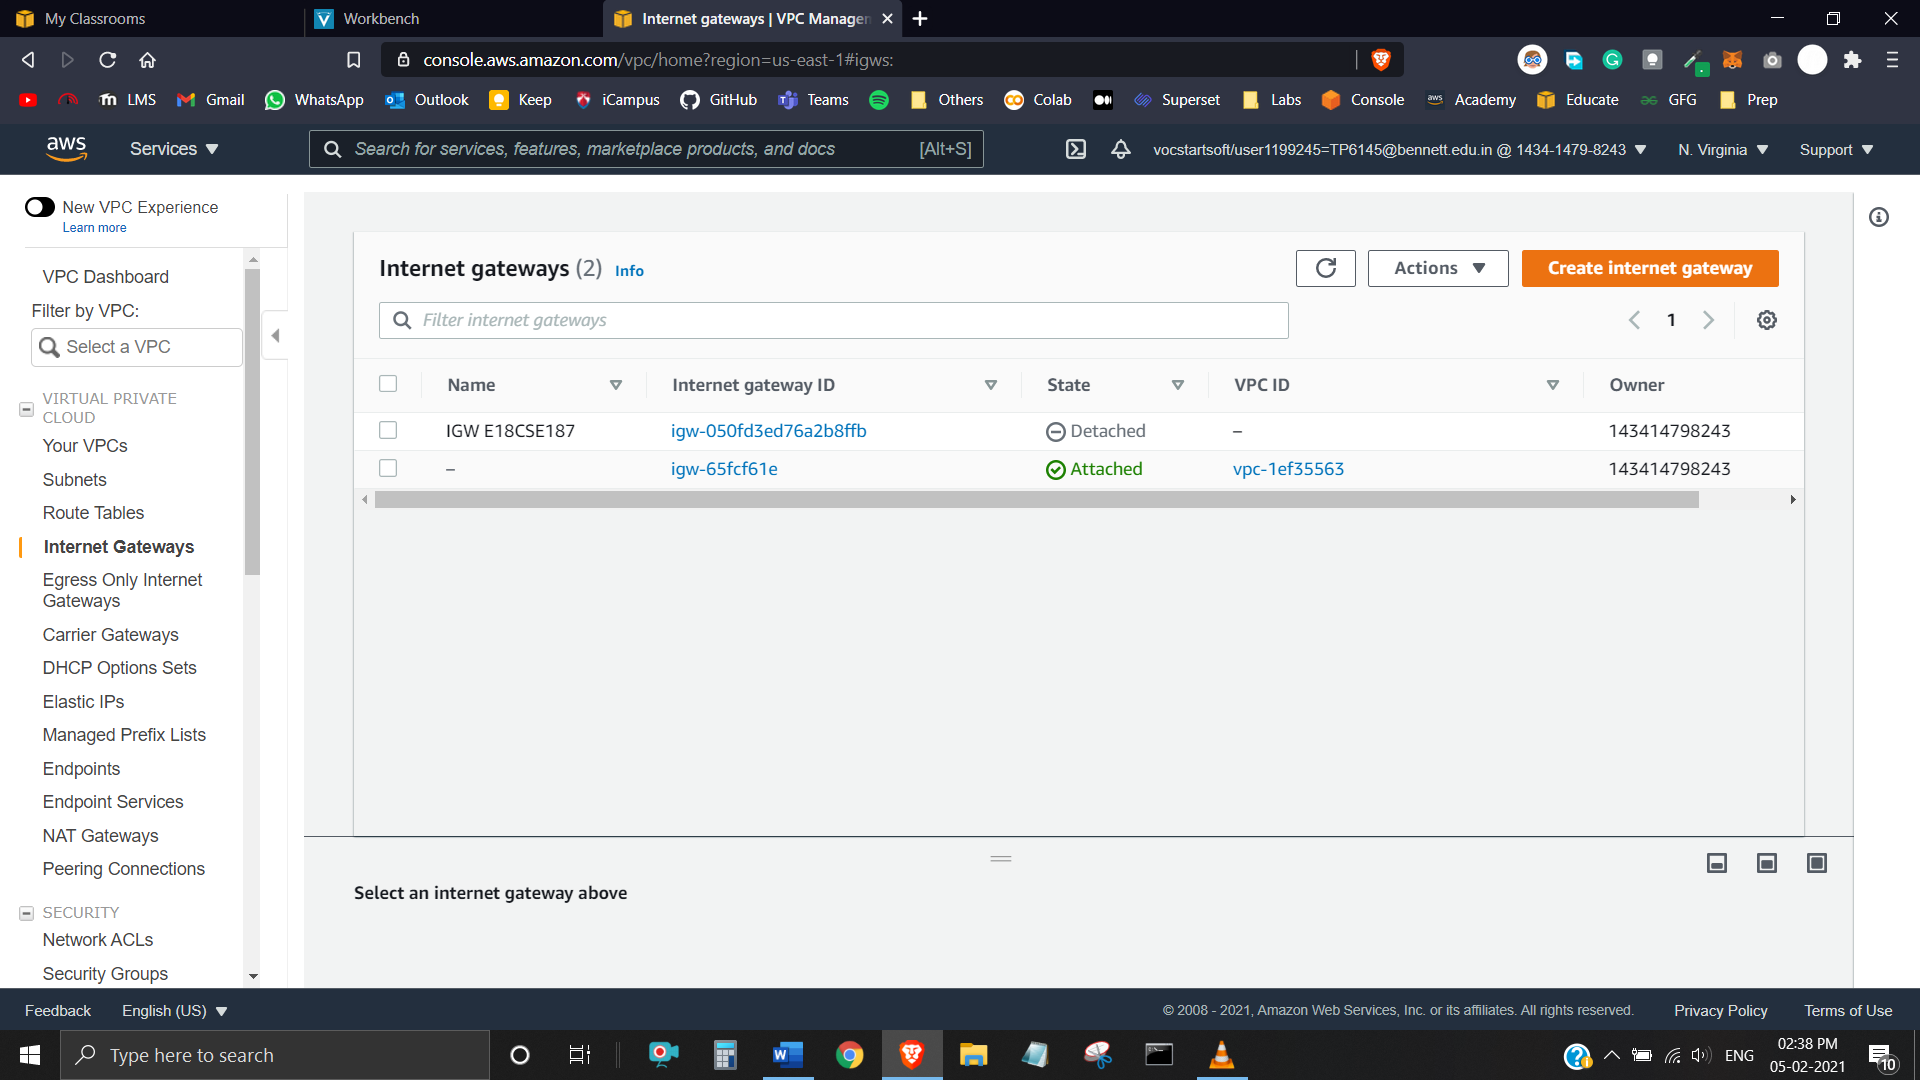 My Classrooms
Workbench
Internet gateways | VPC Managem
console.aws.amazon.com/vpc/home?region=us-east-1#igws:
LMS Gmail WhatsApp Outlook Keep iCampus GitHub Teams Others Colab Superset Labs Console Academy Educate GFG Prep
aws Services Search for services, features, marketplace products, and docs [Alt+S] vocstartsoft/user1199245=TP6145@bennett.edu.in @ 1434-1479-8243 N. Virginia Support
New VPC Experience
Learn more
VPC Dashboard
Filter by VPC:
Select a VPC
VIRTUAL PRIVATE
CLOUD
Your VPCs
Subnets
Route Tables
Internet Gateways
Egress Only Internet
Gateways
Carrier Gateways
DHCP Options Sets
Elastic IPs
Managed Prefix Lists
Endpoints
Endpoint Services
NAT Gateways
Peering Connections
SECURITY
Network ACLs
Security Groups
Internet gateways (2) Info Actions Create internet gateway
Filter internet gateways 1
Name Internet gateway ID State VPC ID Owner
IGW E18CSE187 igw-050fd3ed76a2b8ffb Detached – 143414798243
– igw-65fcf61e Attached vpc-1ef35563 143414798243
Select an internet gateway above
Feedback English (US) © 2008 - 2021, Amazon Web Services, Inc. or its affiliates. All rights reserved. Privacy Policy Terms of Use
Type here to search
ENG
02:38 PM
05-02-2021
10